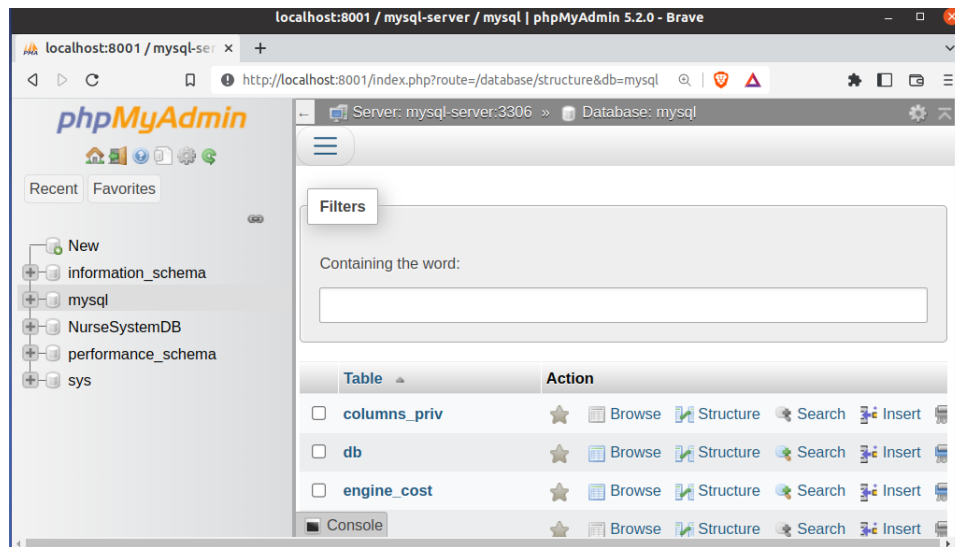 localhost:8001 / mysql-server / mysql | phpMyAdmin 5.2.0 - Brave
localhost:8001 / mysql-ser
http://localhost:8001/index.php?route=/database/structure&db=mysql
phpMyAdmin
Recent Favorites
New
information_schema
mysql
NurseSystemDB
performance_schema
sys
Server: mysql-server:3306 » Database: mysql
Filters
Containing the word:
Table Action
columns_priv Browse Structure Search Insert
db Browse Structure Search Insert
engine_cost Browse Structure Search Insert
Console Browse Structure Search Insert